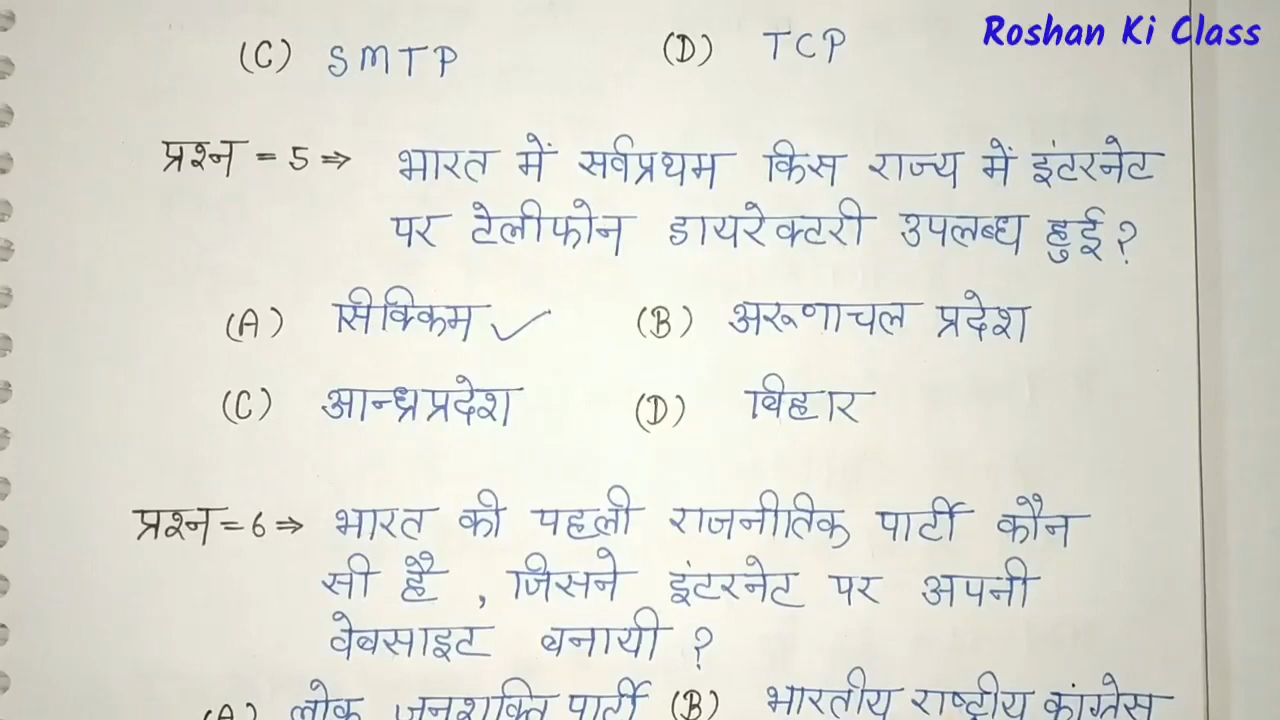 Roshan Ki Class
(C) SMTP (D) TCP
प्रश्न = 5 ⇒ भारत में सर्वप्रथम किस राज्य में इंटरनेट
पर टेलीफोन डायरेक्टरी उपलब्ध हुई?
(A) सिक्किम ✓ (B) अरूणाचल प्रदेश
(C) आन्ध्रप्रदेश (D) बिहार
प्रश्न = 6 ⇒ भारत की पहली राजनीतिक पार्टी कौन
सी है , जिसने इंटरनेट पर अपनी
वेबसाइट बनायी ?
(A) लोक जनशक्ति पार्टी (B) भारतीय राष्ट्रीय कांग्रेस